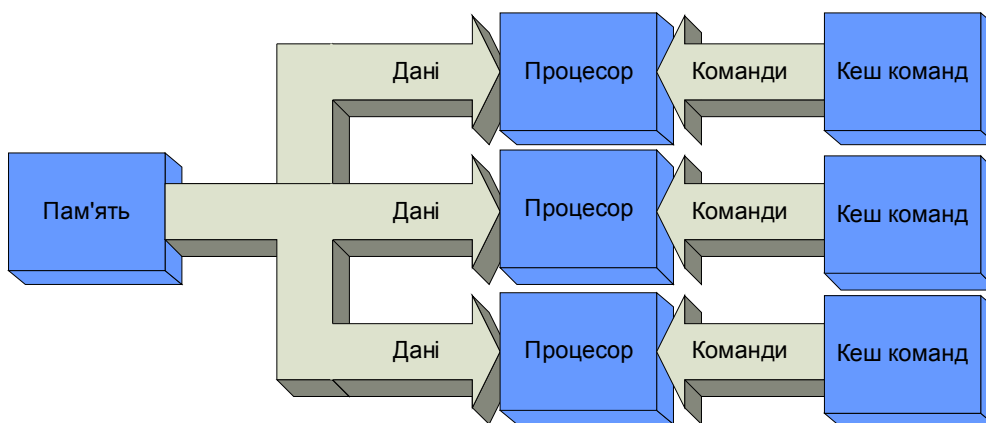 Дані
Процесор
Команди
Кеш команд
Пам'ять
Дані
Процесор
Команди
Кеш команд
Дані
Процесор
Команди
Кеш команд